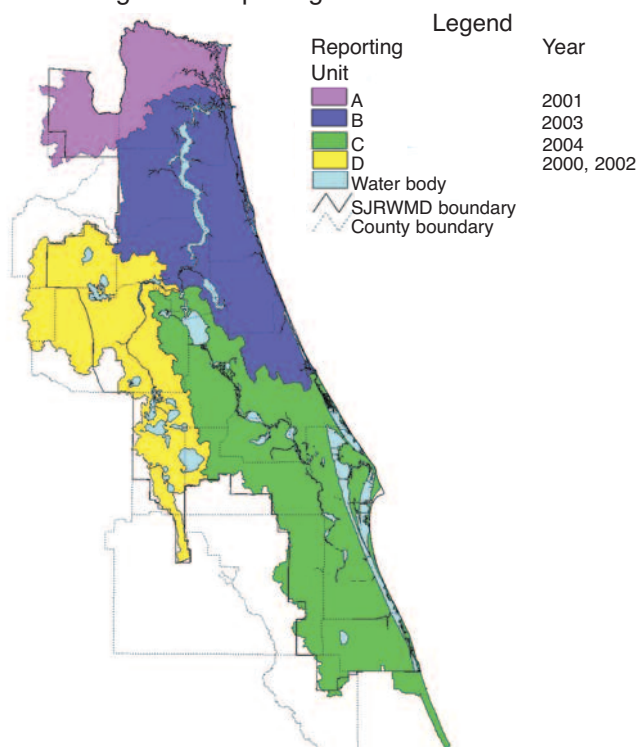 Legend
Reporting Year
Unit
A 2001
B 2003
C 2004
D 2000, 2002
Water body
SJRWMD boundary
County boundary